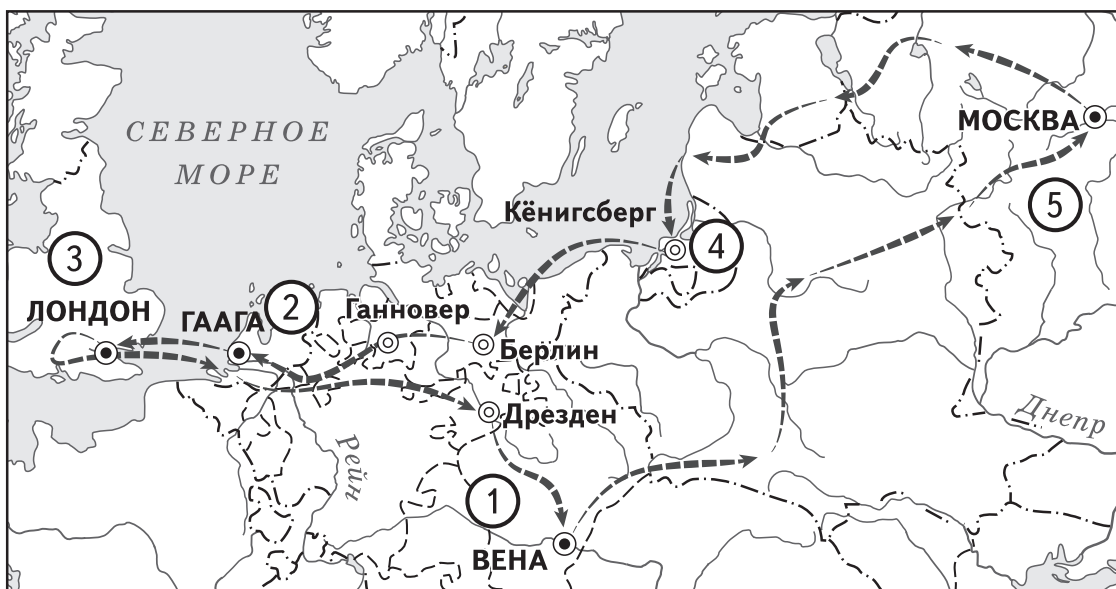 СЕВЕРНОЕ
МОРЕ
МОСКВА
Кёнигсберг
5
4
3
2
ЛОНДОН
ГААГА
Ганновер
Берлин
Дрезден
Днепр
Рейн
1
ВЕНА